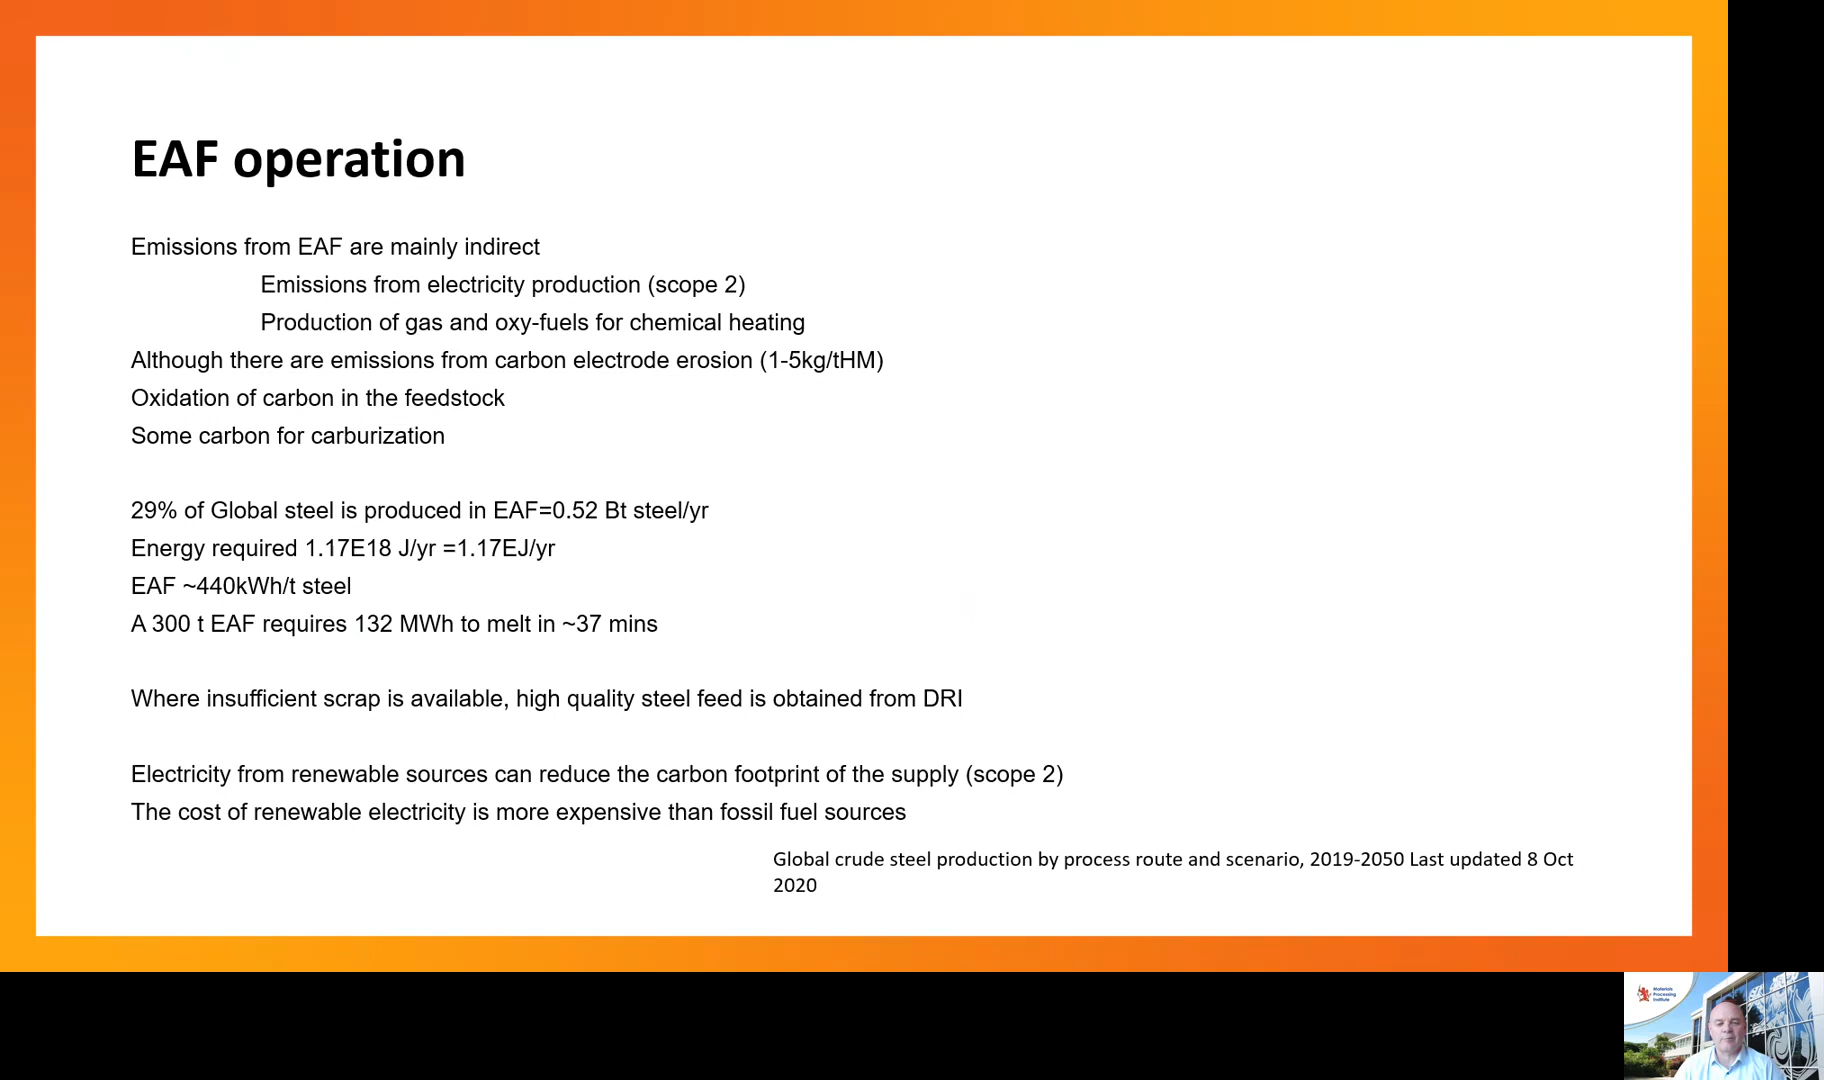 EAF operation
Emissions from EAF are mainly indirect
Emissions from electricity production (scope 2)
Production of gas and oxy-fuels for chemical heating
Although there are emissions from carbon electrode erosion (1-5kg/tHM)
Oxidation of carbon in the feedstock
Some carbon for carburization
29% of Global steel is produced in EAF=0.52 Bt steel/yr
Energy required 1.17E18 J/yr =1.17EJ/yr
EAF ~440kWh/t steel
A 300 t EAF requires 132 MWh to melt in ~37 mins
Where insufficient scrap is available, high quality steel feed is obtained from DRI
Electricity from renewable sources can reduce the carbon footprint of the supply (scope 2)
The cost of renewable electricity is more expensive than fossil fuel sources
Global crude steel production by process route and scenario, 2019-2050 Last updated 8 Oct
2020
Materials
Processing
Institute